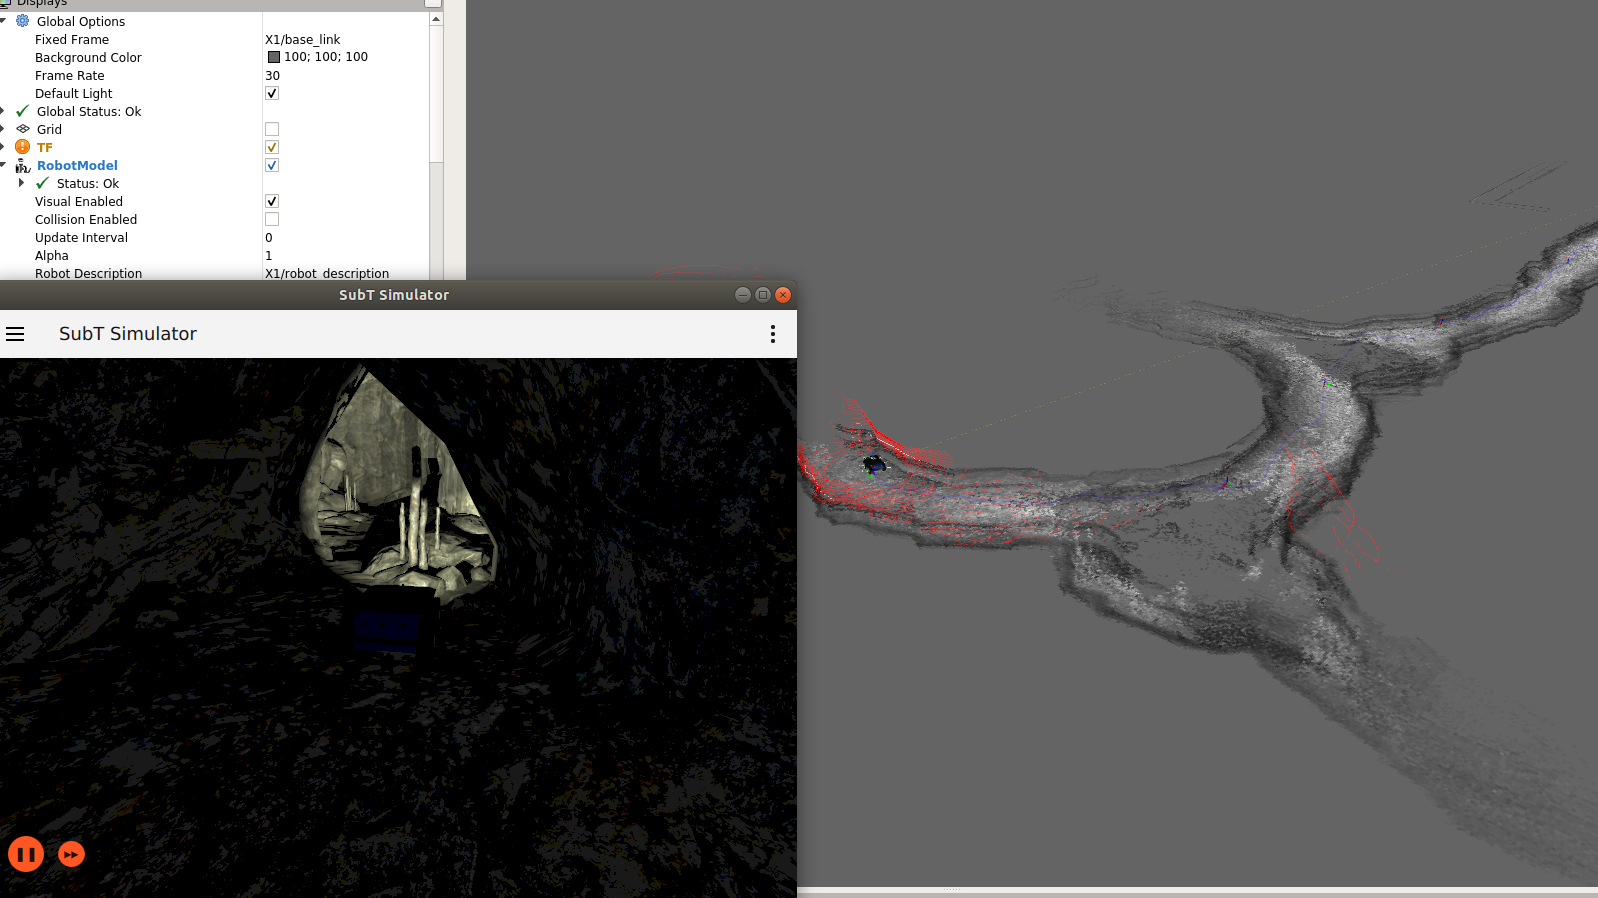 Displays
Global Options
Fixed Frame X1/base_link
Background Color 100; 100; 100
Frame Rate 30
Default Light
Global Status: Ok
Grid
TF
RobotModel
Status: Ok
Visual Enabled
Collision Enabled
Update Interval 0
Alpha 1
Robot Description X1/robot_description
SubT Simulator
SubT Simulator